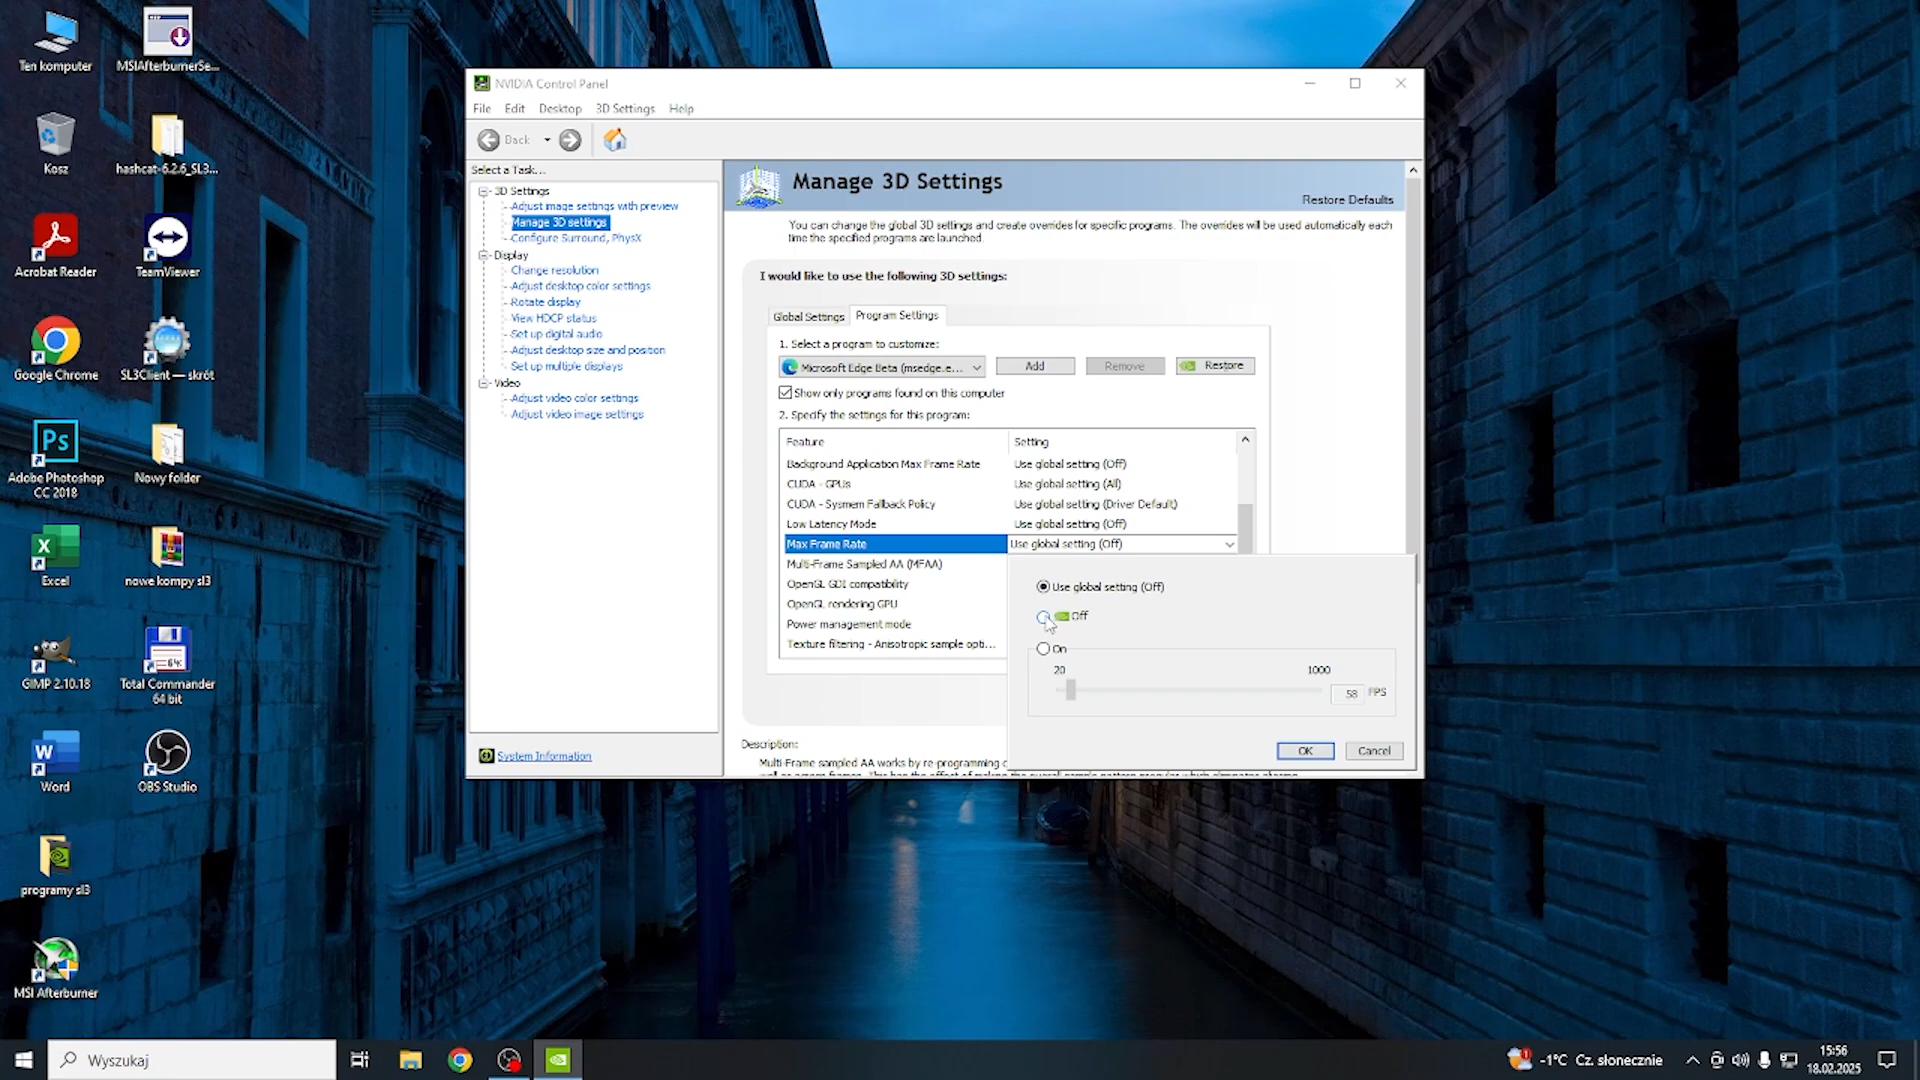 Ten komputer
MSIAfterburnerSe...
Kosz
hashcat-6.2.6_SL3...
Acrobat Reader
TeamViewer
Google Chrome
SL3Client — skrót
Adobe Photoshop
CC 2018
Nowy folder
Excel
nowe kompy sl3
GIMP 2.10.18
Total Commander
64 bit
Word
OBS Studio
programy sl3
MSI Afterburner
NVIDIA Control Panel
File Edit Desktop 3D Settings Help
Back
Select a Task...
3D Settings
Adjust image settings with preview
Manage 3D settings
Configure Surround, PhysX
Display
Change resolution
Adjust desktop color settings
Rotate display
View HDCP status
Set up digital audio
Adjust desktop size and position
Set up multiple displays
Video
Adjust video color settings
Adjust video image settings
System Information
Manage 3D Settings
Restore Defaults
You can change the global 3D settings and create overrides for specific programs. The overrides will be used automatically each
time the specified programs are launched.
I would like to use the following 3D settings:
Global Settings Program Settings
1. Select a program to customize:
Microsoft Edge Beta (msedge.e... Add Remove Restore
Show only programs found on this computer
2. Specify the settings for this program:
Feature Setting
Background Application Max Frame Rate Use global setting (Off)
CUDA - GPUs Use global setting (All)
CUDA - Sysmem Fallback Policy Use global setting (Driver Default)
Low Latency Mode Use global setting (Off)
Max Frame Rate Use global setting (Off)
Multi-Frame Sampled AA (MFAA)
OpenGL GDI compatibility
OpenGL rendering GPU
Power management mode
Texture filtering - Anisotropic sample opti...
Use global setting (Off)
Off
On
20 1000
58 FPS
OK Cancel
Description:
Multi-Frame sampled AA works by re-programming
Wyszukaj
-1°C Cz. słonecznie
15:56
18.02.2025